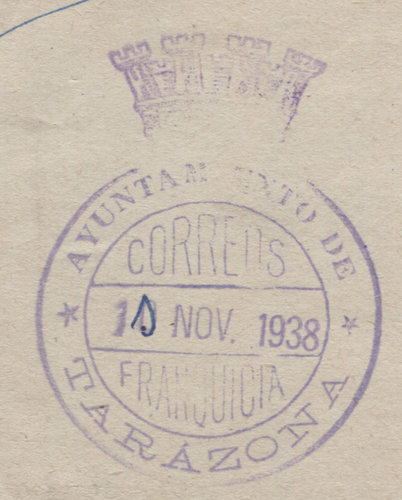 AYUNTAMIENTO DE
CORREOS
10 NOV. 1938
FRANQUICIA
TARAZONA